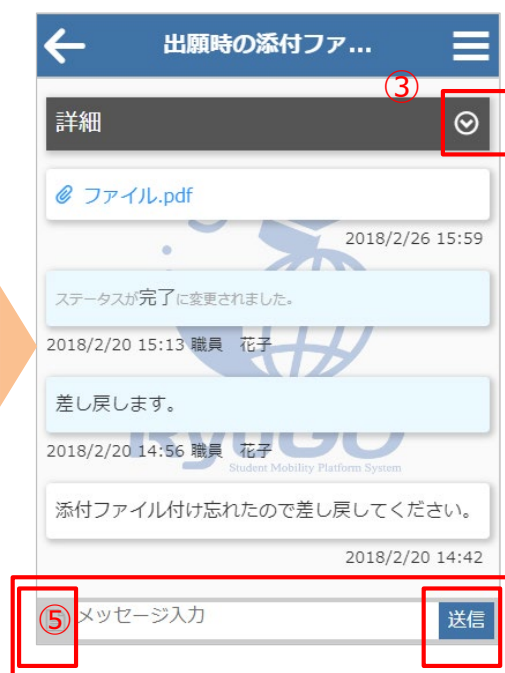 出願時の添付ファ...
③
詳細
ファイル.pdf
2018/2/26 15:59
ステータスが完了に変更されました。
2018/2/20 15:13 職員 花子
差し戻します。
2018/2/20 14:56 職員 花子
RyuGO
Student Mobility Platform System
添付ファイル付け忘れたので差し戻してください。
2018/2/20 14:42
⑤
メッセージ入力
送信